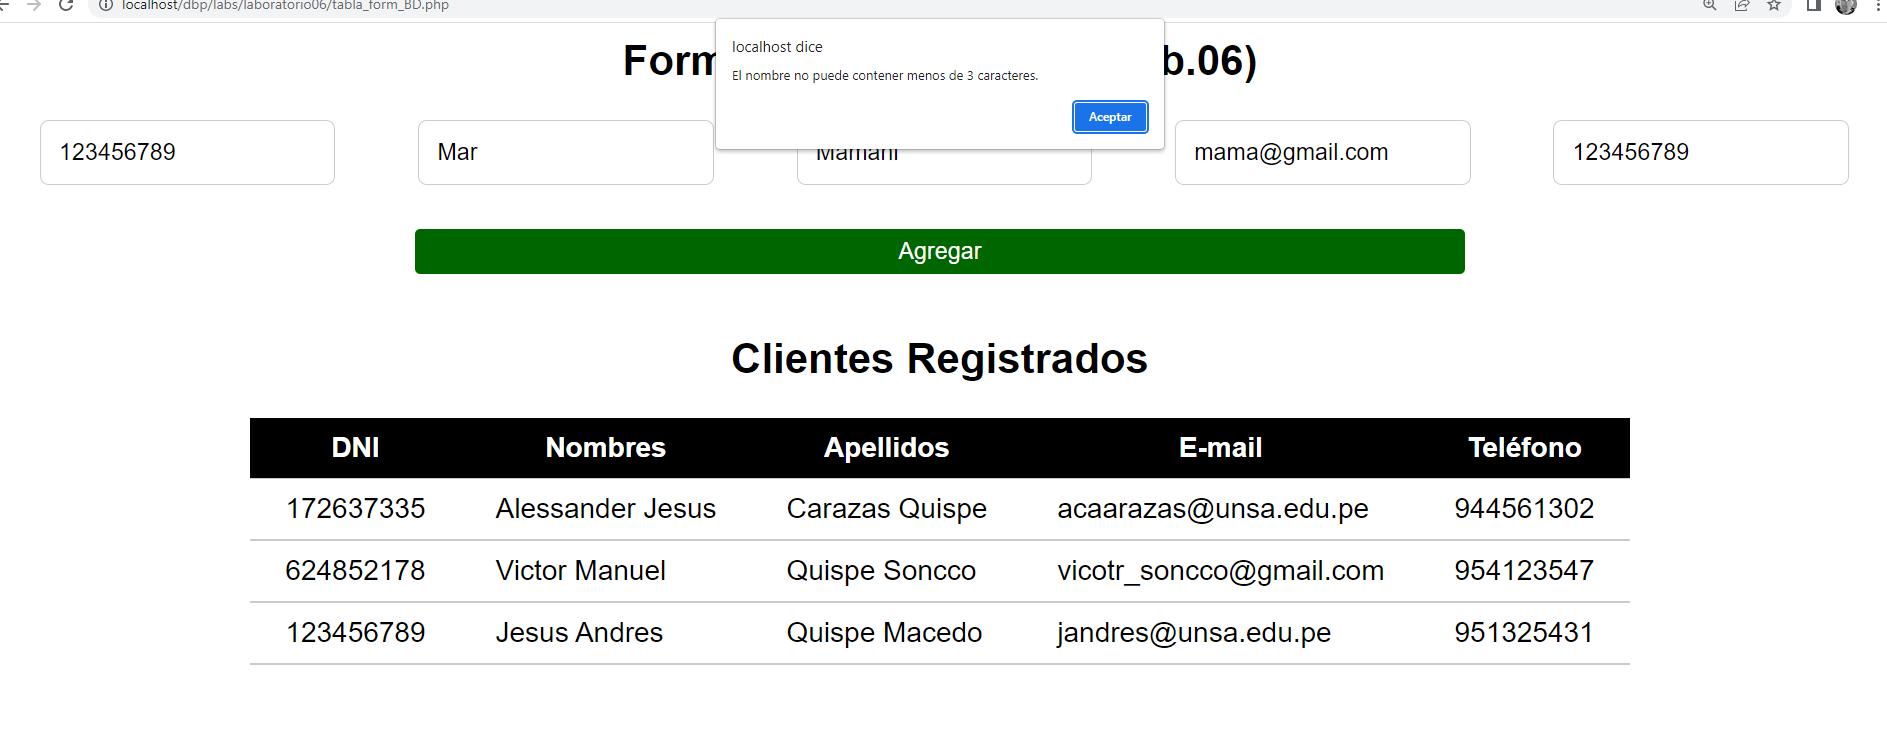 localhost/dbp/labs/laboratorio06/tabla_form_BD.php
localhost dice
El nombre no puede contener menos de 3 caracteres.
Aceptar
Form b.06)
123456789 Mar Mamani mama@gmail.com 123456789
Agregar
Clientes Registrados
DNI Nombres Apellidos E-mail Teléfono
172637335 Alessander Jesus Carazas Quispe acaarazas@unsa.edu.pe 944561302
624852178 Victor Manuel Quispe Soncco vicotr_soncco@gmail.com 954123547
123456789 Jesus Andres Quispe Macedo jandres@unsa.edu.pe 951325431